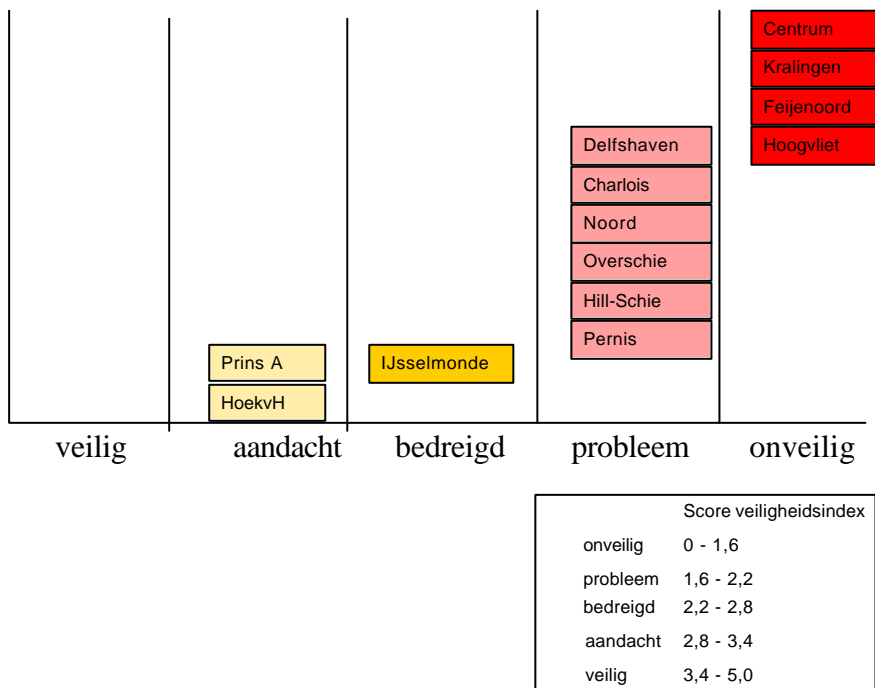 Centrum
Kralingen
Feijenoord
Hoogvliet
Delfshaven
Charlois
Noord
Overschie
Hill-Schie
Pernis
IJsselmonde
Prins A
HoekvH
veilig aandacht bedreigd probleem onveilig
Score veiligheidsindex
onveilig 0 - 1,6
probleem 1,6 - 2,2
bedreigd 2,2 - 2,8
aandacht 2,8 - 3,4
veilig 3,4 - 5,0